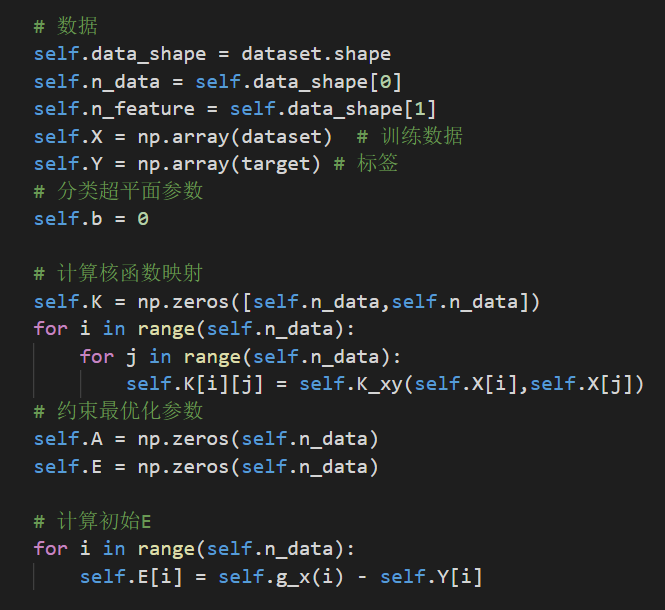 # 数据
self.data_shape = dataset.shape
self.n_data = self.data_shape[0]
self.n_feature = self.data_shape[1]
self.X = np.array(dataset)  # 训练数据
self.Y = np.array(target) # 标签
# 分类超平面参数
self.b = 0

# 计算核函数映射
self.K = np.zeros([self.n_data,self.n_data])
for i in range(self.n_data):
    for j in range(self.n_data):
        self.K[i][j] = self.K_xy(self.X[i],self.X[j])
# 约束最优化参数
self.A = np.zeros(self.n_data)
self.E = np.zeros(self.n_data)

# 计算初始E
for i in range(self.n_data):
    self.E[i] = self.g_x(i) - self.Y[i]